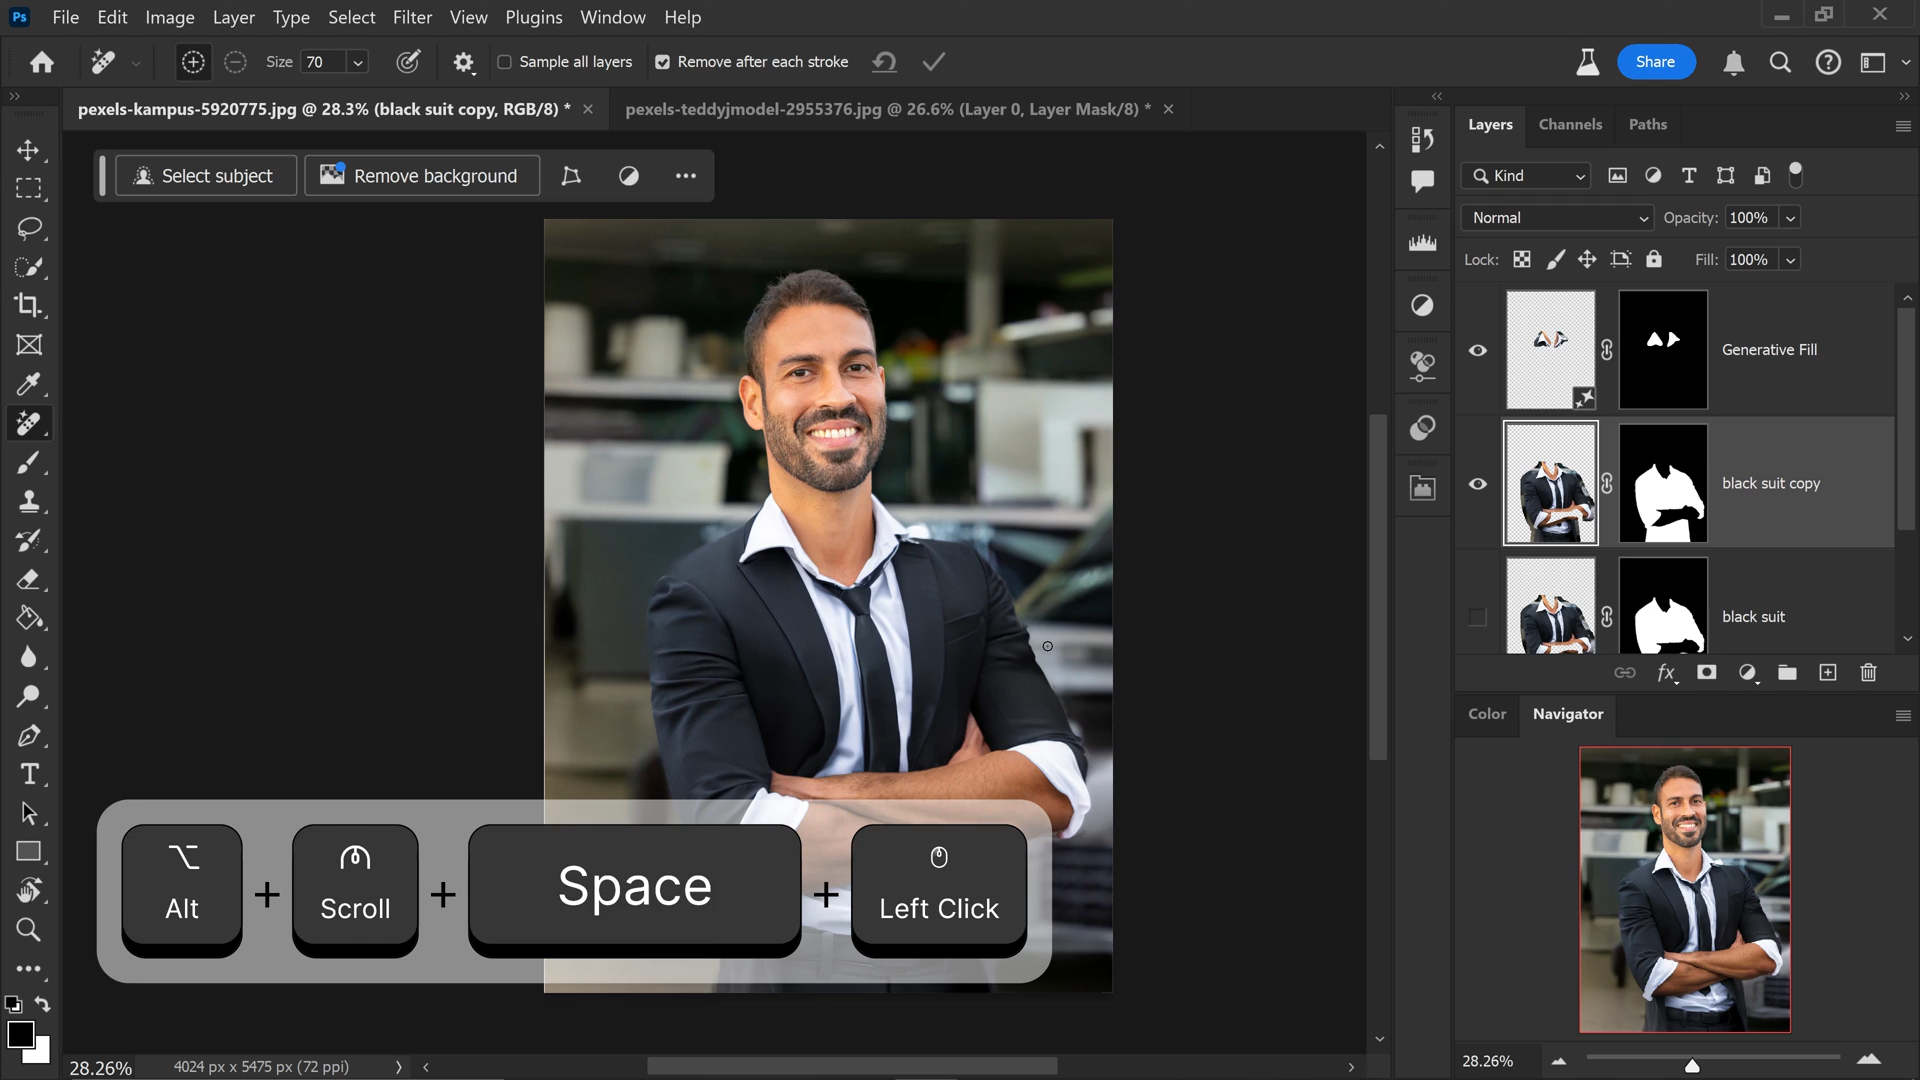 Ps File Edit Image Layer Type Select Filter View Plugins Window Help
Size 70 Sample all layers Remove after each stroke Share
pexels-kampus-5920775.jpg @ 28.3% (black suit copy, RGB/8) * pexels-teddyjmodel-2955376.jpg @ 26.6% (Layer 0, Layer Mask/8) *
Select subject Remove background
Layers Channels Paths
Kind
Normal Opacity: 100%
Lock: Fill: 100%
Generative Fill
black suit copy
black suit
Color Navigator
Alt + Scroll + Space + Left Click
28.26% 4024 px x 5475 px (72 ppi)
28.26%